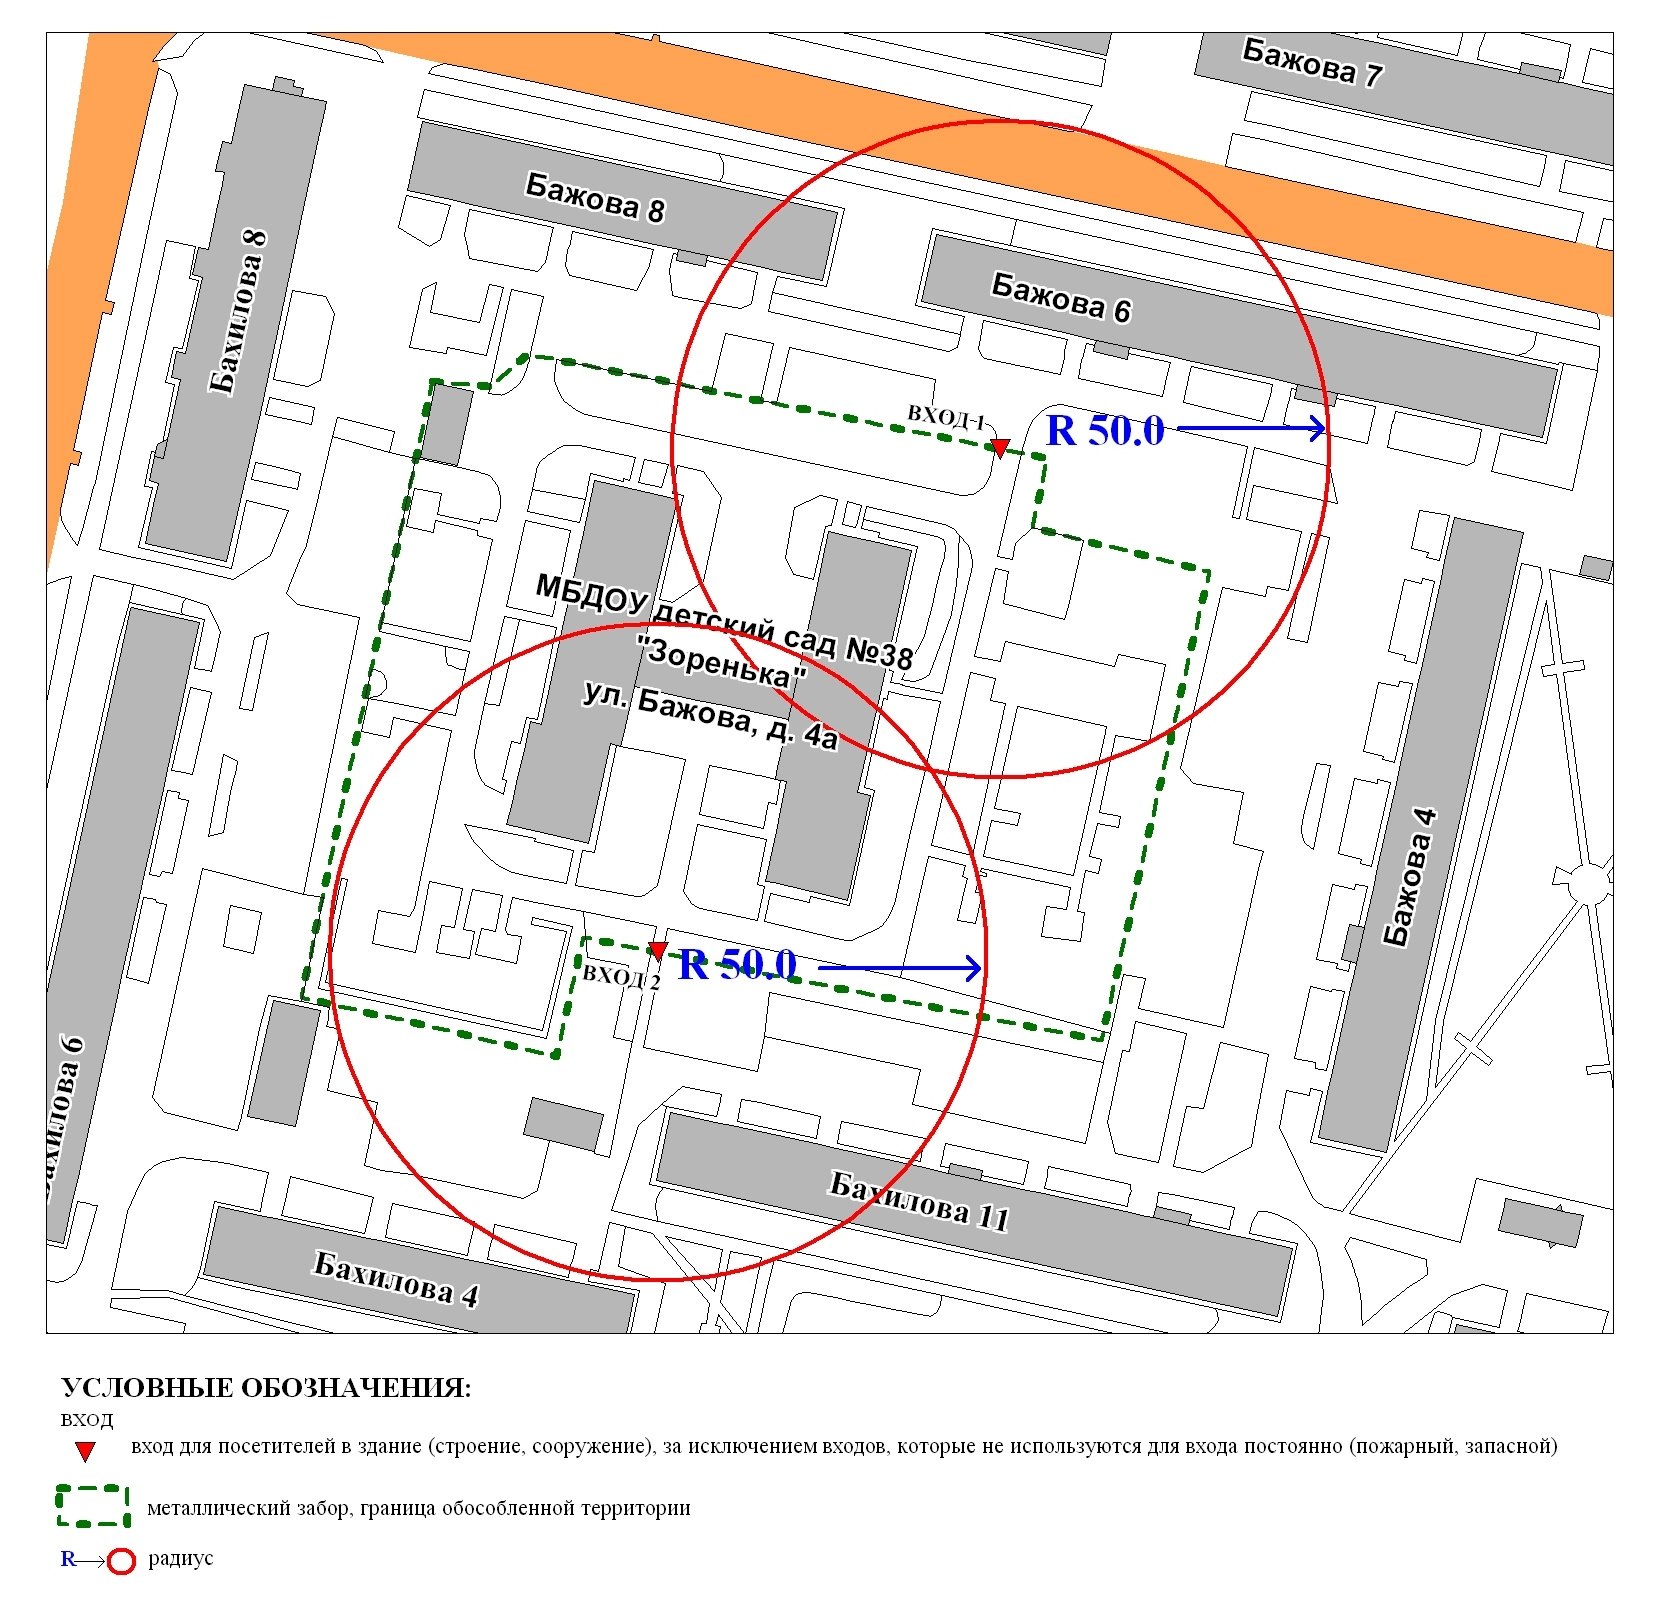 Бажова 7
Бажова 8
Бахилова 8
Бажова 6
ВХОД-1
R 50.0
МБДОУ детский сад №38
"Зоренька"
ул. Бажова, д. 4а
Бажова 4
ВХОД 2
R 50.0
Бахилова 6
Бахилова 11
Бахилова 4
УСЛОВНЫЕ ОБОЗНАЧЕНИЯ:
ВХОД
вход для посетителей в здание (строение, сооружение), за исключением входов, которые не используются для входа постоянно (пожарный, запасной)
металлический забор, граница обособленной территории
R
радиус